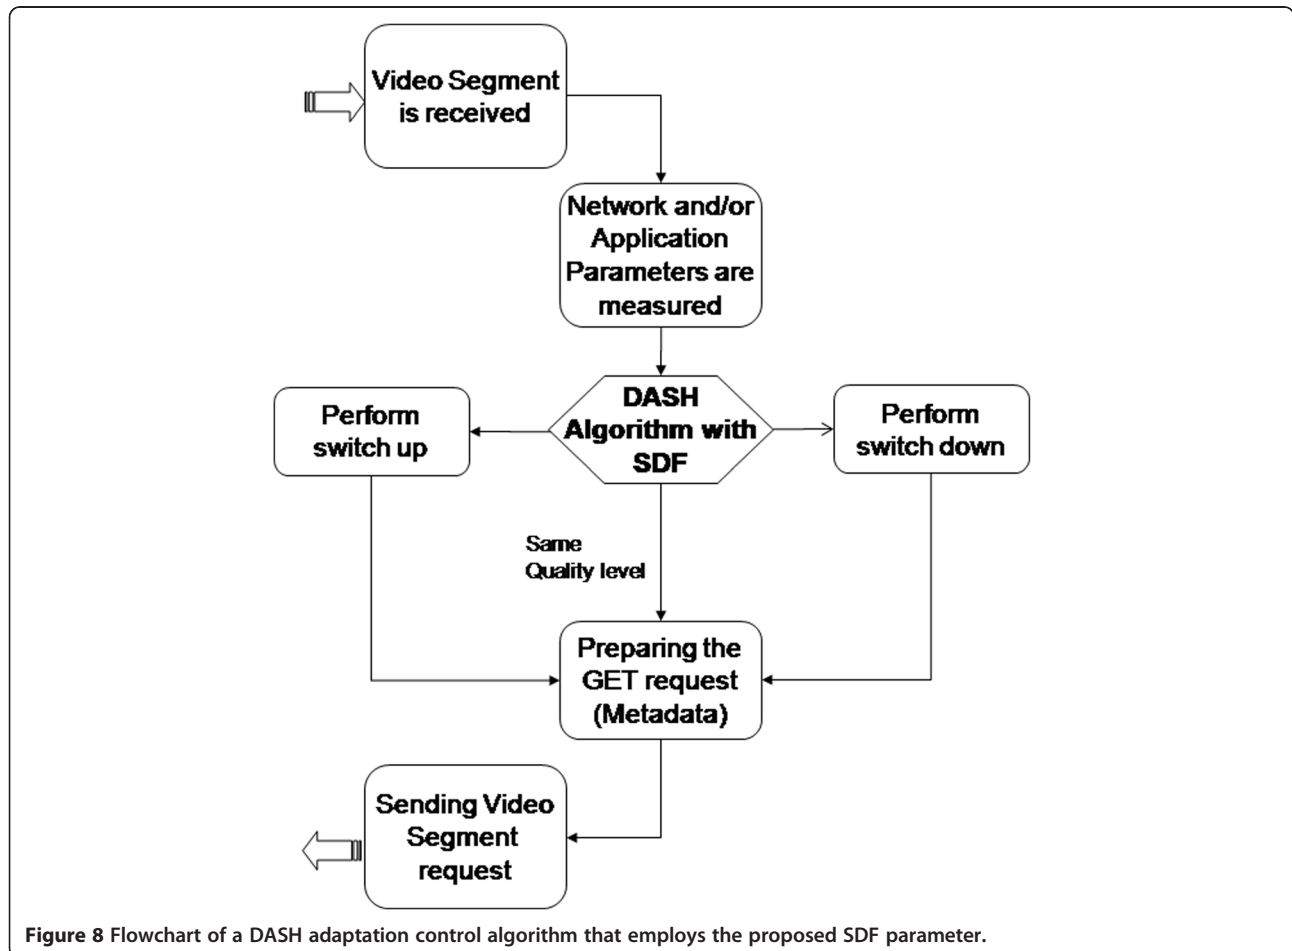 Video Segment
is received
Network and/or
Application
Parameters are
measured
DASH
Algorithm with
SDF
Perform
switch up
Perform
switch down
Same
Quality level
Preparing the
GET request
(Metadata)
Sending Video
Segment
request
Figure 8 Flowchart of a DASH adaptation control algorithm that employs the proposed SDF parameter.